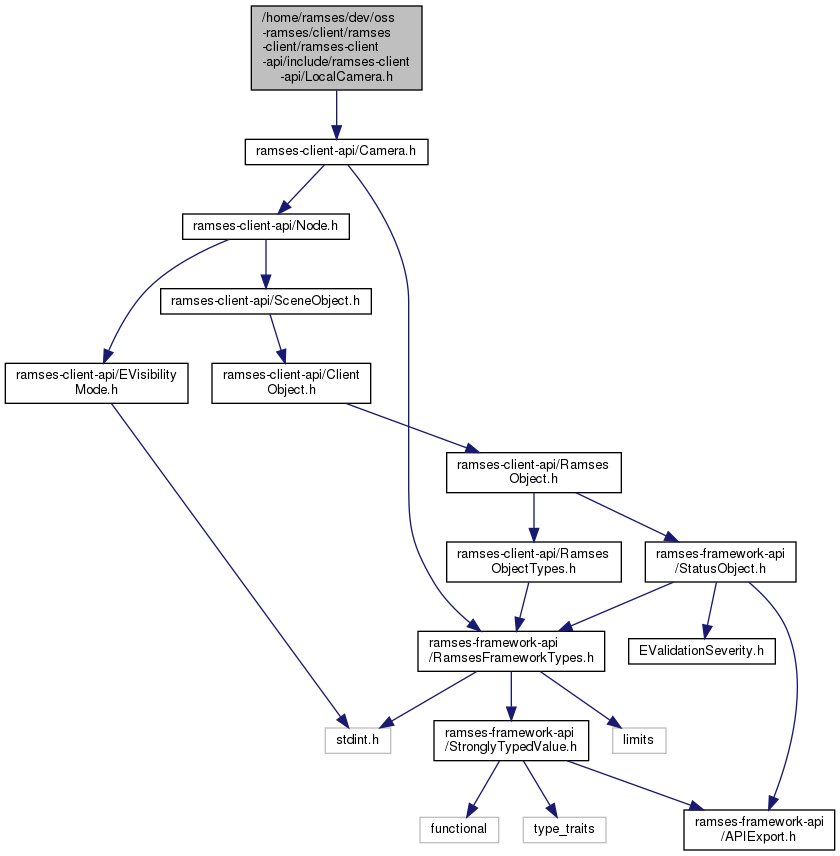 /home/ramses/dev/oss
-ramses/client/ramses
-client/ramses-client
-api/include/ramses-client
-api/LocalCamera.h
ramses-client-api/Camera.h
ramses-client-api/Node.h
ramses-client-api/SceneObject.h
ramses-client-api/EVisibility
Mode.h
ramses-client-api/Client
Object.h
ramses-client-api/Ramses
Object.h
ramses-client-api/Ramses
ObjectTypes.h
ramses-framework-api
/StatusObject.h
ramses-framework-api
/RamsesFrameworkTypes.h
EValidationSeverity.h
stdint.h
ramses-framework-api
/StronglyTypedValue.h
limits
functional
type_traits
ramses-framework-api
/APIExport.h